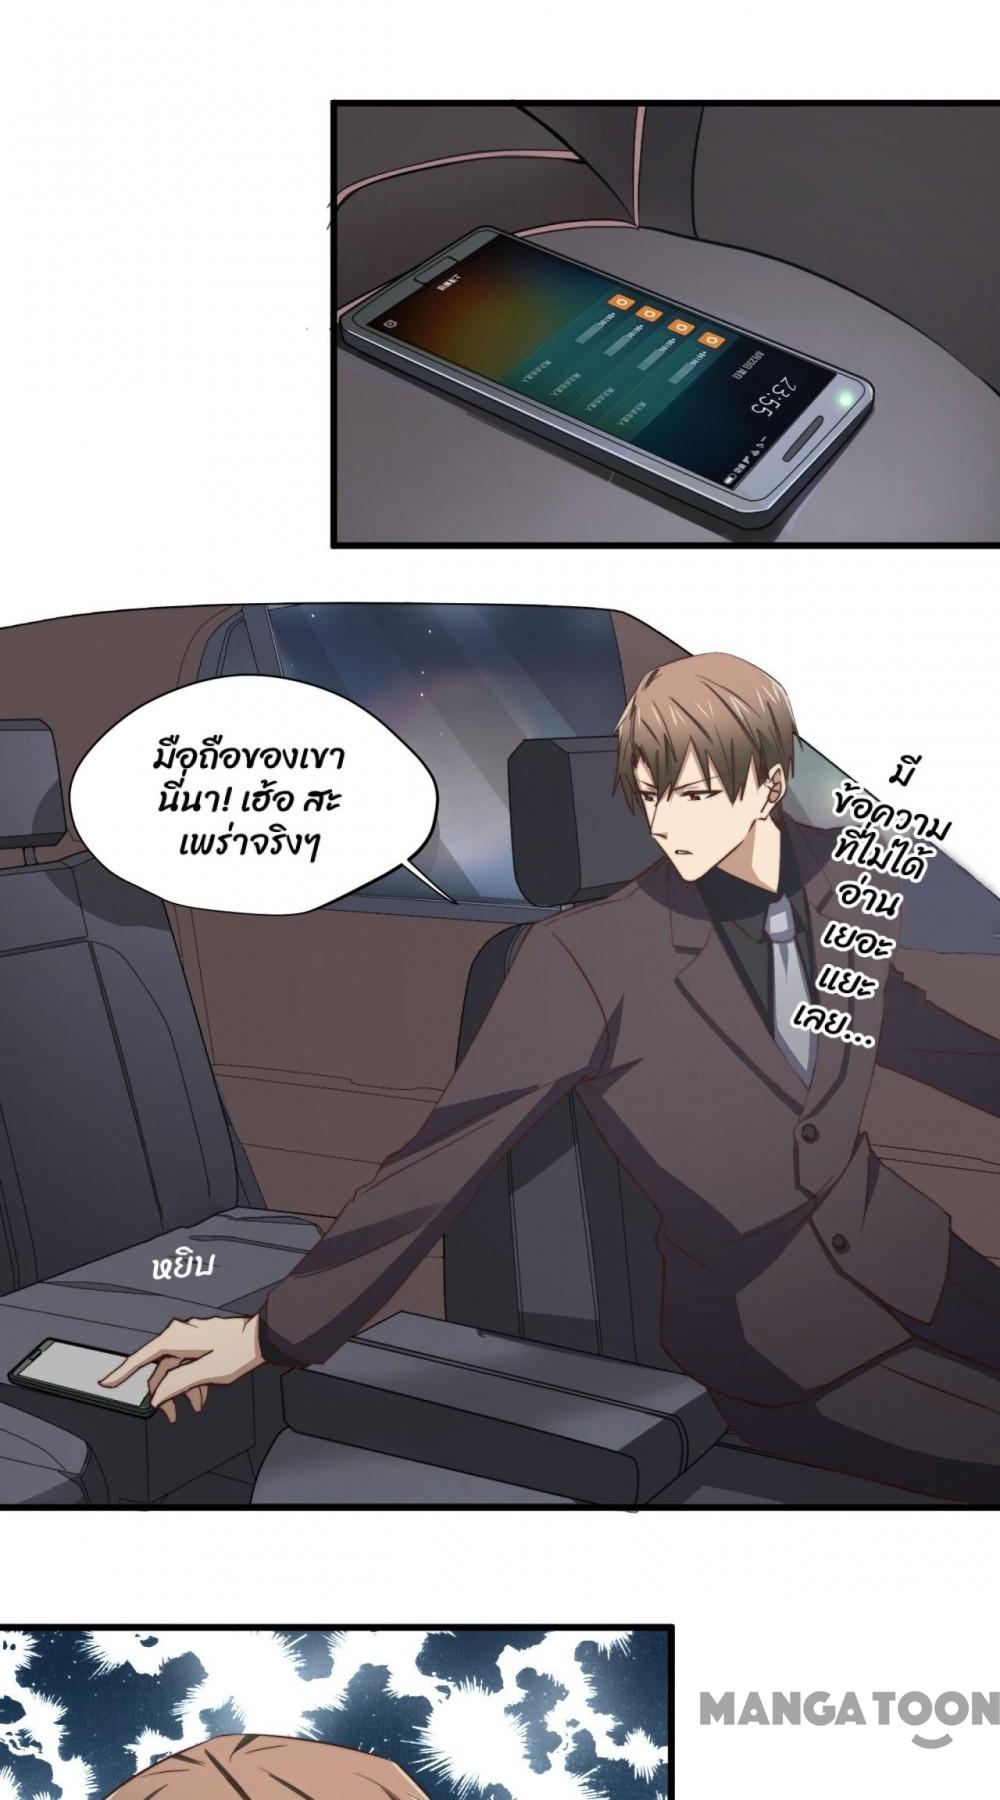 23:55
มือถือของเขา
นี่นา! เฮ้อ สะ
เพร่าจริงๆ
มี
ข้อความ
ที่ไม่ได้
อ่าน
เยอะ
แยะ
เลย...
หยิบ
MANGATOON